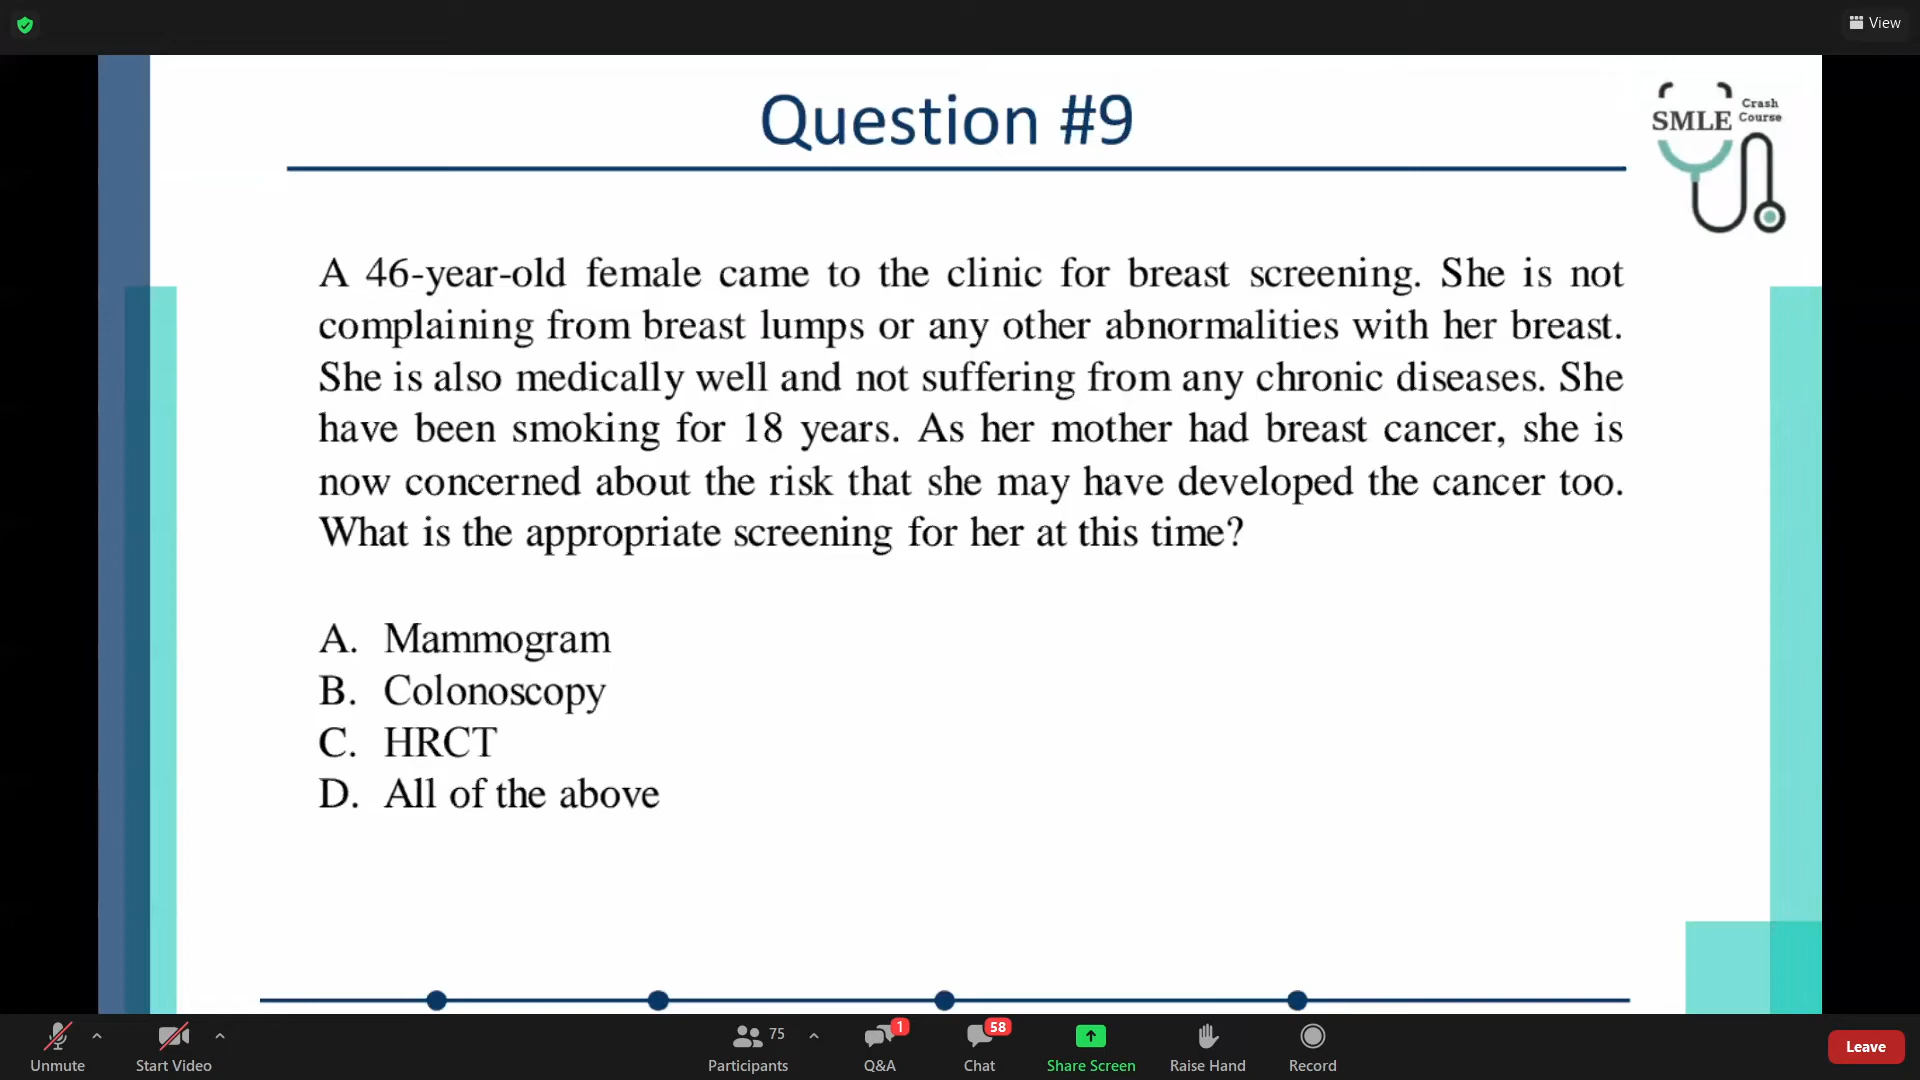 View
Question #9
Crash
SMLE Course
A 46-year-old female came to the clinic for breast screening. She is not
complaining from breast lumps or any other abnormalities with her breast.
She is also medically well and not suffering from any chronic diseases. She
have been smoking for 18 years. As her mother had breast cancer, she is
now concerned about the risk that she may have developed the cancer too.
What is the appropriate screening for her at this time?
A. Mammogram
B. Colonoscopy
C. HRCT
D. All of the above
75
1
58
Unmute
Start Video
Participants
Q&A
Chat
Share Screen
Raise Hand
Record
Leave